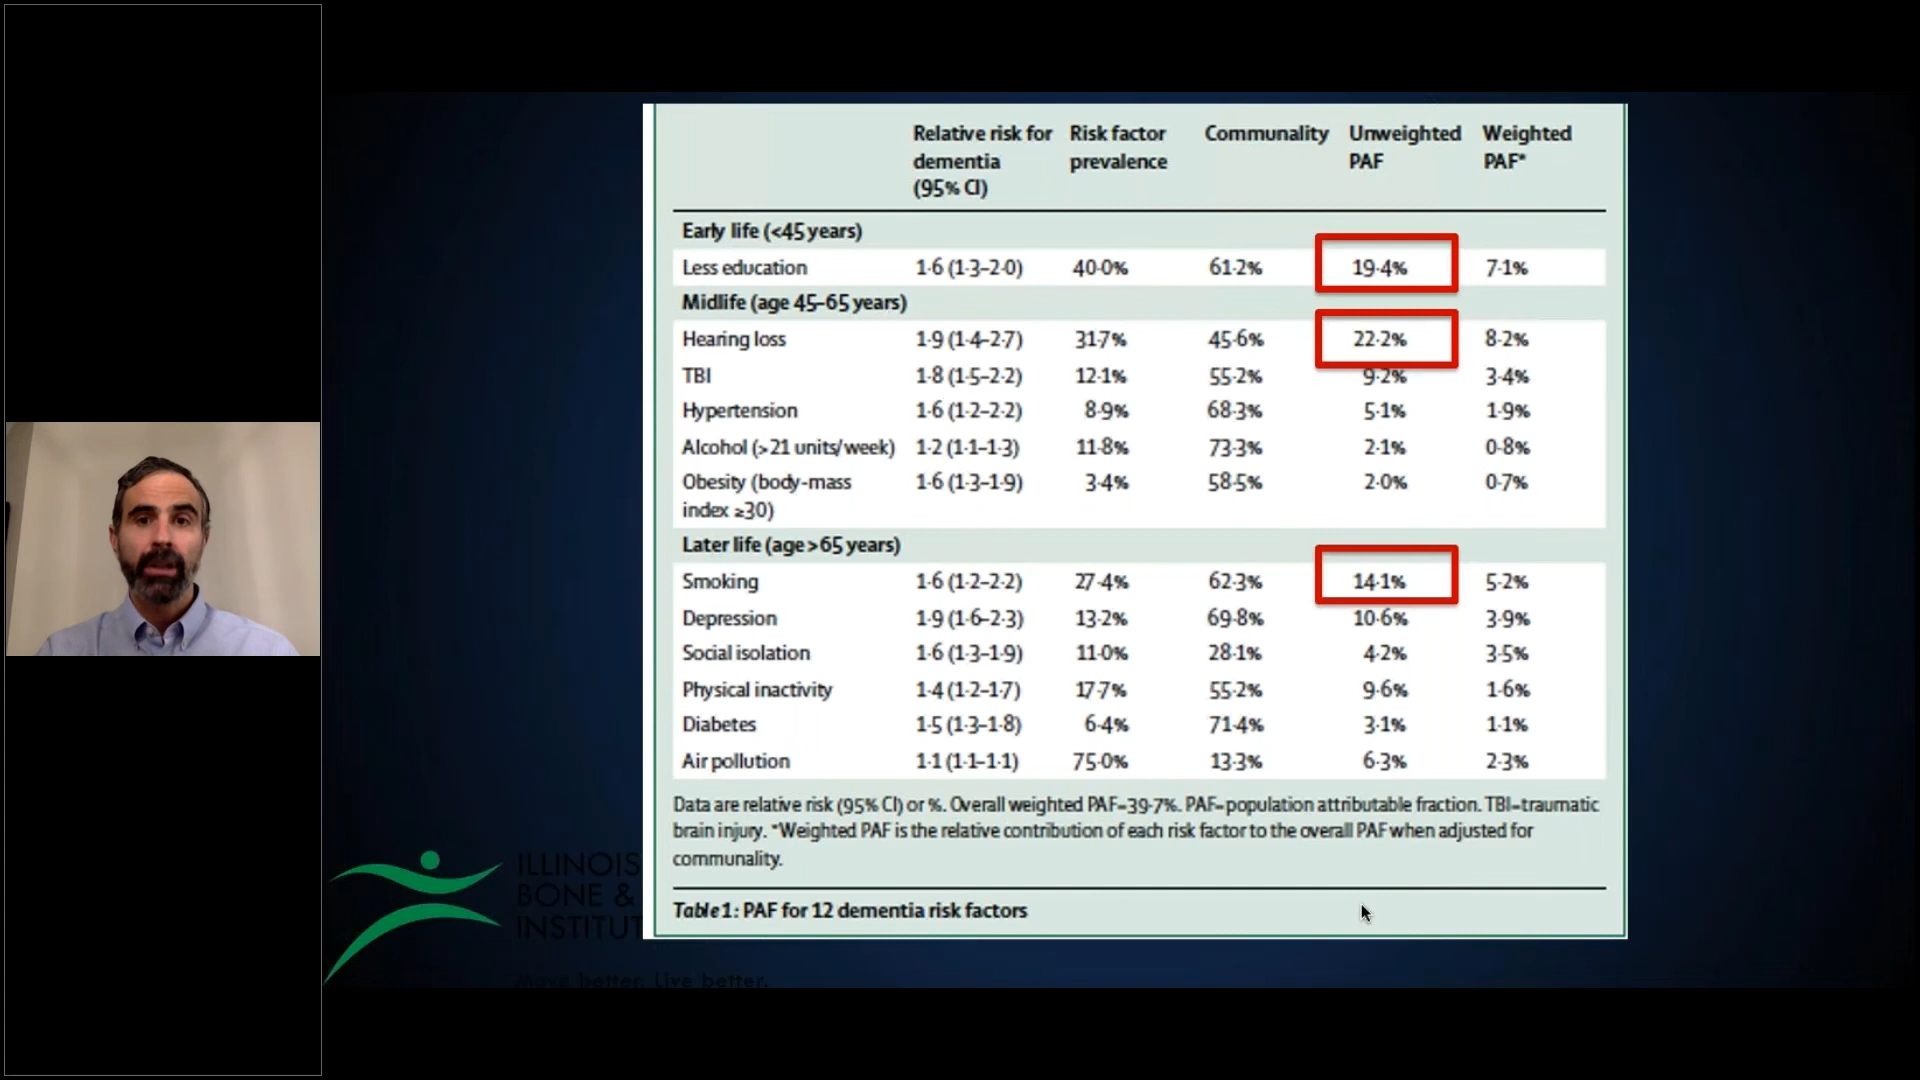 Relative risk for Risk factor Communality Unweighted Weighted
dementia prevalence PAF PAF*
(95% CI)
Early life (<45 years)
Less education 1·6 (1·3–2·0) 40·0% 61·2% 19·4% 7·1%
Midlife (age 45–65 years)
Hearing loss 1·9 (1·4–2·7) 31·7% 45·6% 22·2% 8·2%
TBI 1·8 (1·5–2·2) 12·1% 55·2% 9·2% 3·4%
Hypertension 1·6 (1·2–2·2) 8·9% 68·3% 5·1% 1·9%
Alcohol (>21 units/week) 1·2 (1·1–1·3) 11·8% 73·3% 2·1% 0·8%
Obesity (body-mass 1·6 (1·3–1·9) 3·4% 58·5% 2·0% 0·7%
index ≥30)
Later life (age >65 years)
Smoking 1·6 (1·2–2·2) 27·4% 62·3% 14·1% 5·2%
Depression 1·9 (1·6–2·3) 13·2% 69·8% 10·6% 3·9%
Social isolation 1·6 (1·3–1·9) 11·0% 28·1% 4·2% 3·5%
Physical inactivity 1·4 (1·2–1·7) 17·7% 55·2% 9·6% 1·6%
Diabetes 1·5 (1·3–1·8) 6·4% 71·4% 3·1% 1·1%
Air pollution 1·1 (1·1–1·1) 75·0% 13·3% 6·3% 2·3%
Data are relative risk (95% CI) or %. Overall weighted PAF=39·7%. PAF=population attributable fraction. TBI=traumatic
brain injury. *Weighted PAF is the relative contribution of each risk factor to the overall PAF when adjusted for
communality.
Table 1: PAF for 12 dementia risk factors
ILLINOIS
BONE &
INSTITUT
Move better. Live better.